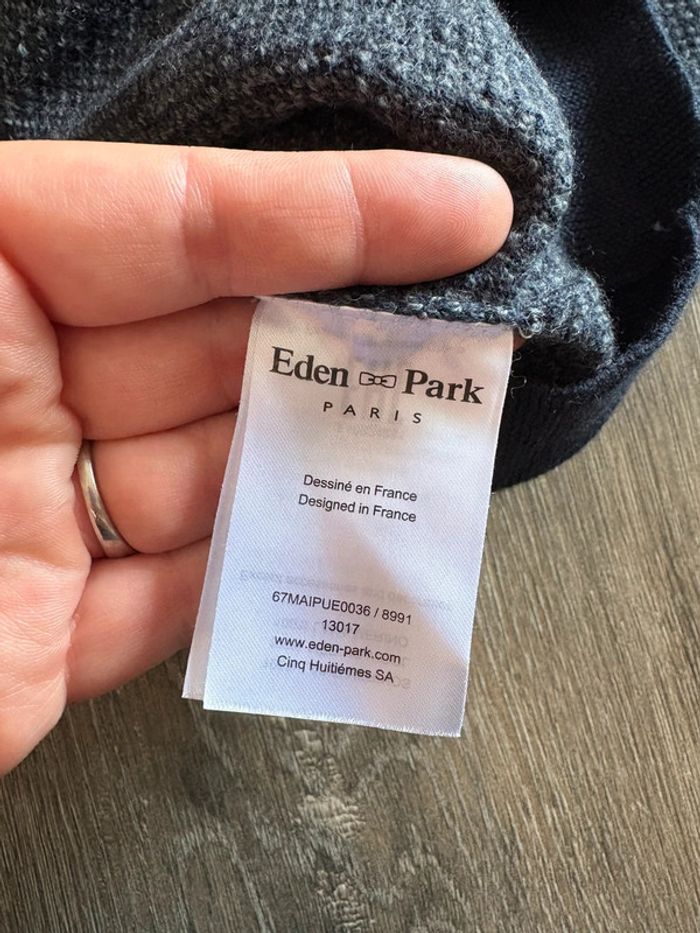 Eden Park
PARIS
Dessiné en France
Designed in France
67MAIPUE0036 / 8991
13017
www.eden-park.com
Cinq Huitiémes SA